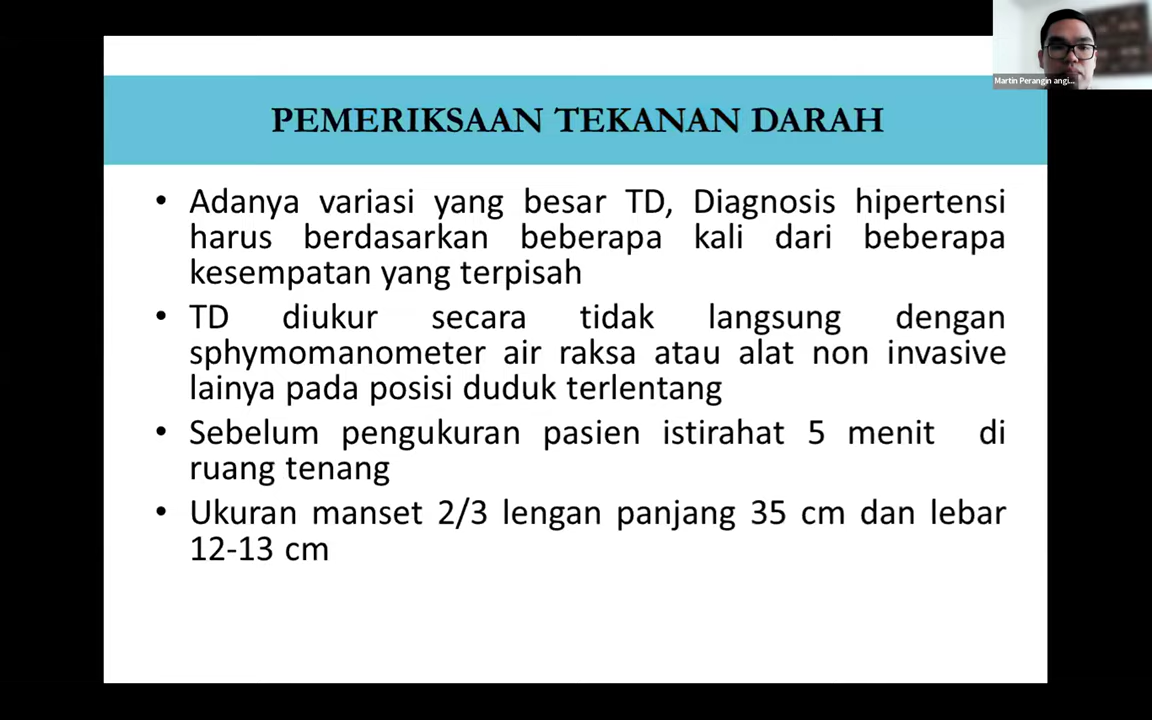 Martin Perangin angi...
PEMERIKSAAN TEKANAN DARAH
• Adanya variasi yang besar TD, Diagnosis hipertensi
harus berdasarkan beberapa kali dari beberapa
kesempatan yang terpisah
• TD diukur secara tidak langsung dengan
sphymomanometer air raksa atau alat non invasive
lainya pada posisi duduk terlentang
• Sebelum pengukuran pasien istirahat 5 menit di
ruang tenang
• Ukuran manset 2/3 lengan panjang 35 cm dan lebar
12-13 cm